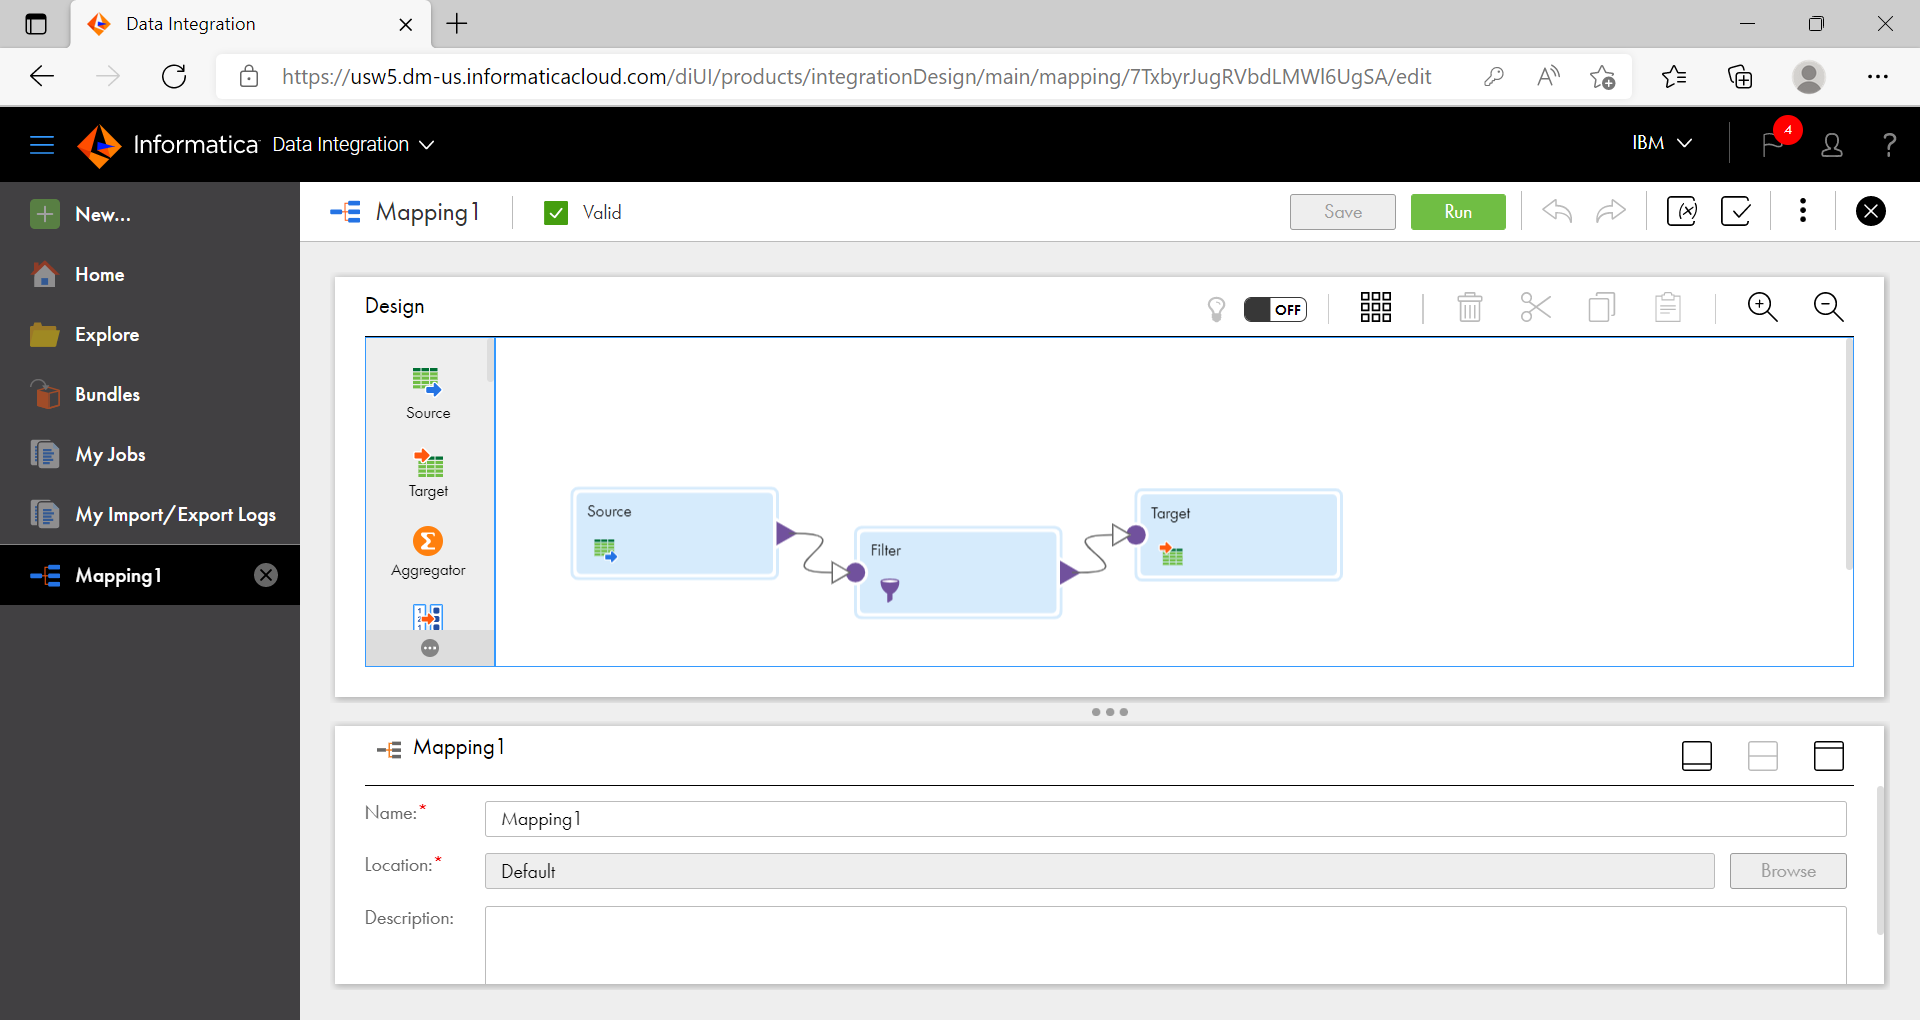 Data Integration
https://usw5.dm-us.informaticacloud.com/diUI/products/integrationDesign/main/mapping/7TxbyrJugRVbdLMWl6UgSA/edit
Informatica Data Integration
IBM
4
?
New...
Home
Explore
Bundles
My Jobs
My Import/Export Logs
Mapping1
Mapping1
Valid
Save
Run
(x)
Design
OFF
Source
Target
Aggregator
Source
Filter
Target
Mapping1
Name:*
Mapping1
Location:*
Default
Browse
Description: